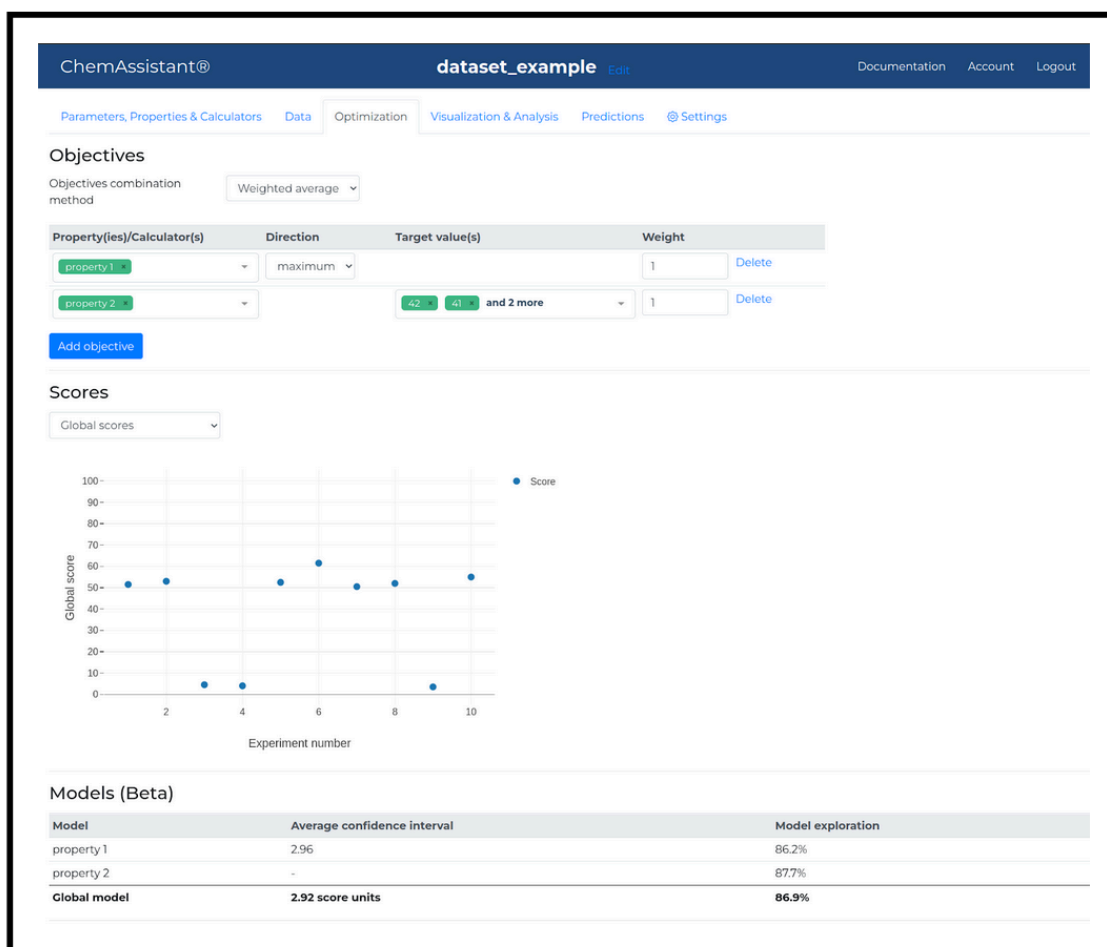 ChemAssistant® dataset_example Edit Documentation Account Logout
Parameters, Properties & Calculators Data Optimization Visualization & Analysis Predictions Settings
Objectives
Objectives combination
method
Weighted average
Property(ies)/Calculator(s) Direction Target value(s) Weight
property 1 × maximum 1 Delete
property 2 × 42 × 41 × and 2 more 1 Delete
Add objective
Scores
Global scores
100
90
80
70
60
50
40
30
20
10
0
Global score
Score
2 4 6 8 10
Experiment number
Models (Beta)
Model Average confidence interval Model exploration
property 1 2.96 86.2%
property 2 - 87.7%
Global model 2.92 score units 86.9%